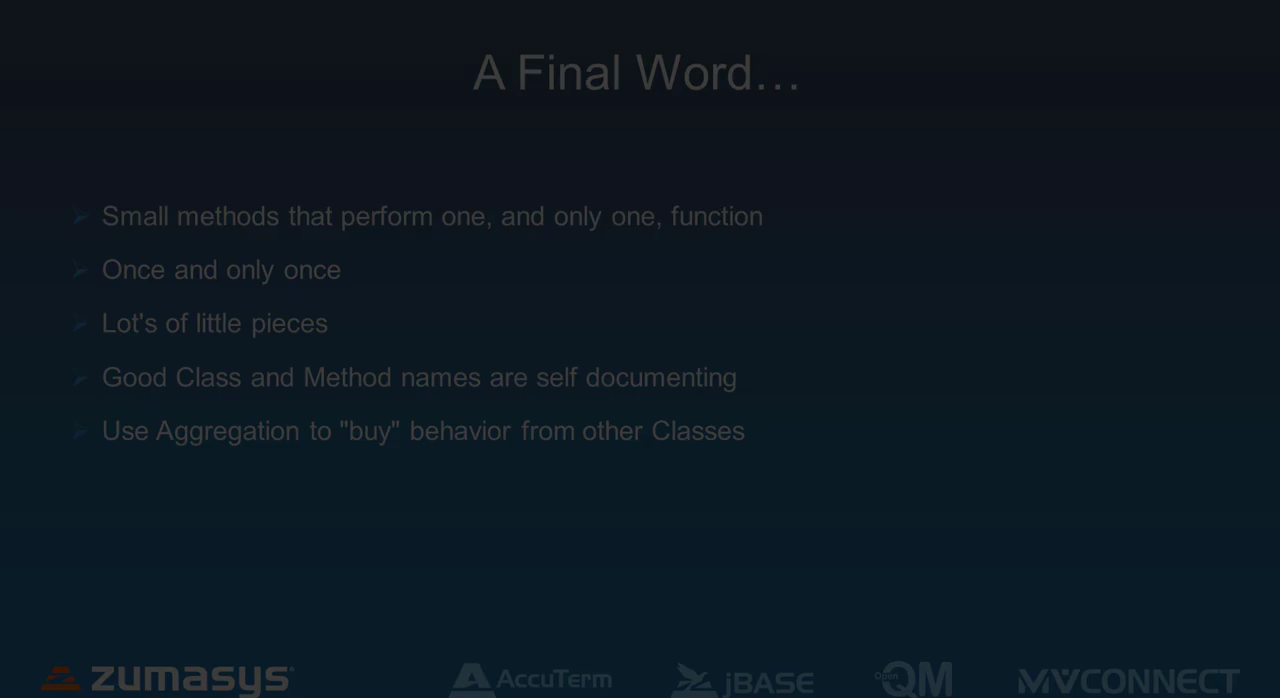 A Final Word…
Small methods that perform one, and only one, function
Once and only once
Lot's of little pieces
Good Class and Method names are self documenting
Use Aggregation to "buy" behavior from other Classes
zumasys AccuTerm jBASE Open QM MVCONNECT